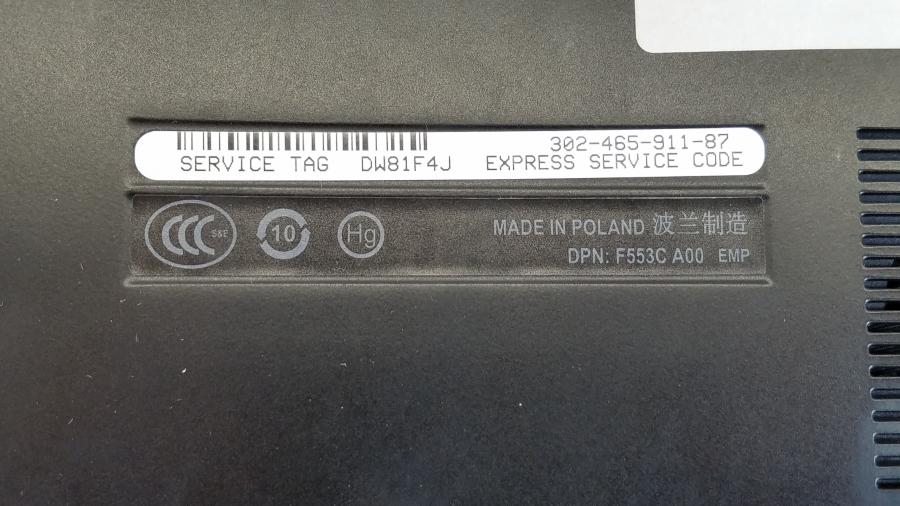 302-465-911-87
SERVICE TAG DW81F4J EXPRESS SERVICE CODE
CCC S&E 10 Hg MADE IN POLAND 波兰制造
DPN: F553C A00 EMP